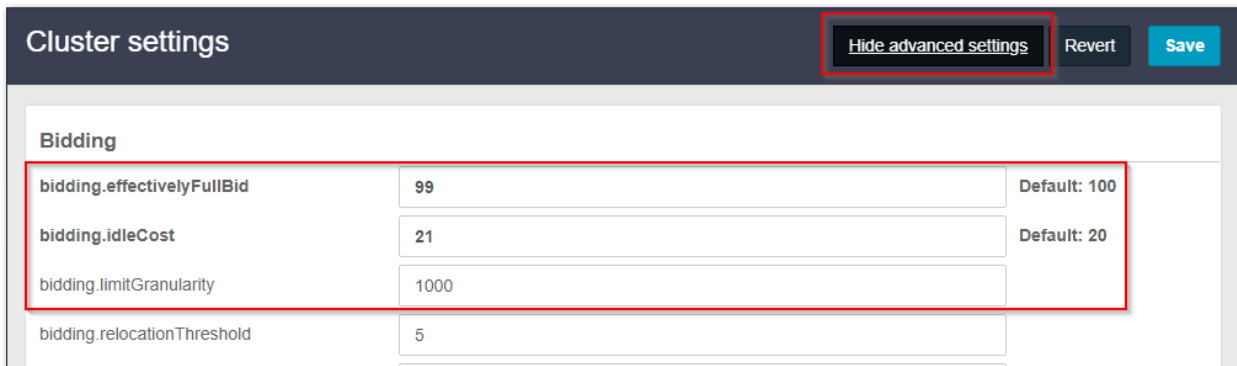 Cluster settings Hide advanced settings Revert Save
Bidding
bidding.effectivelyFullBid 99 Default: 100
bidding.idleCost 21 Default: 20
bidding.limitGranularity 1000
bidding.relocationThreshold 5